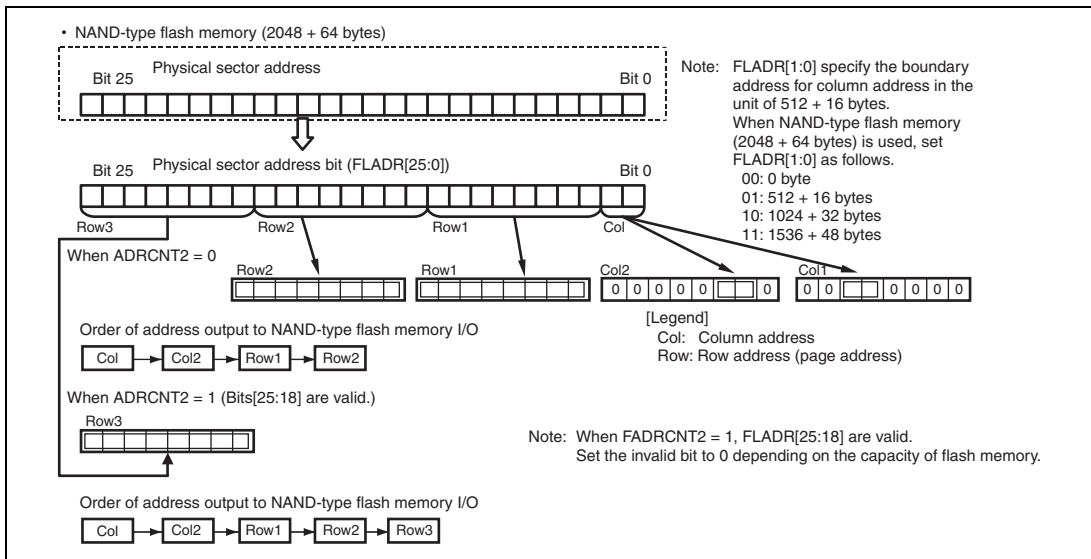 • NAND-type flash memory (2048 + 64 bytes)
Physical sector address
Bit 25
Bit 0
Physical sector address bit (FLADR[25:0])
Bit 25
Bit 0
Row3
Row2
Row1
Col
Note: FLADR[1:0] specify the boundary
address for column address in the
unit of 512 + 16 bytes.
When NAND-type flash memory
(2048 + 64 bytes) is used, set
FLADR[1:0] as follows.
00: 0 byte
01: 512 + 16 bytes
10: 1024 + 32 bytes
11: 1536 + 48 bytes
When ADRCNT2 = 0
Row2
Row1
Col2
0 0 0 0 0 0
Col1
0 0 0 0 0 0
[Legend]
Col: Column address
Row: Row address (page address)
Order of address output to NAND-type flash memory I/O
Col Col2 Row1 Row2
When ADRCNT2 = 1 (Bits[25:18] are valid.)
Row3
Note: When FADRCNT2 = 1, FLADR[25:18] are valid.
Set the invalid bit to 0 depending on the capacity of flash memory.
Order of address output to NAND-type flash memory I/O
Col Col2 Row1 Row2 Row3